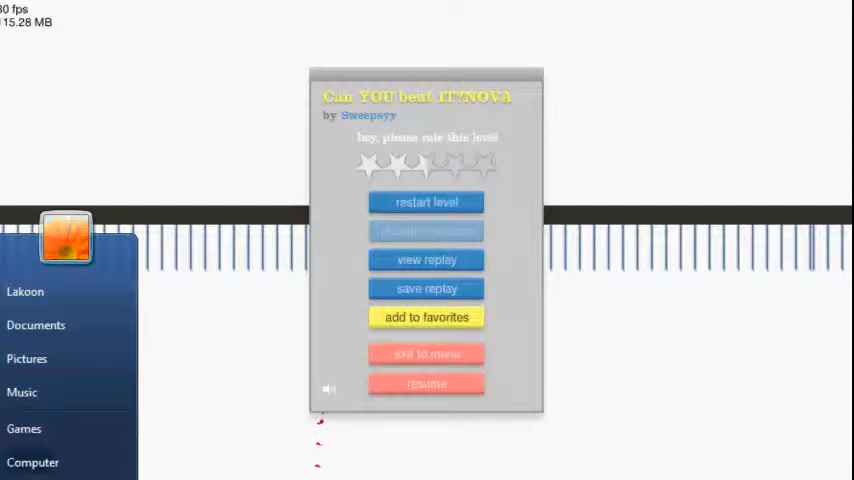 30 fps
115.28 MB
Can YOU beat IT?NOVA
by Sweepsyy
hey, please rate this level
restart level
view replay
save replay
add to favorites
exit to menu
resume
Lakoon
Documents
Pictures
Music
Games
Computer